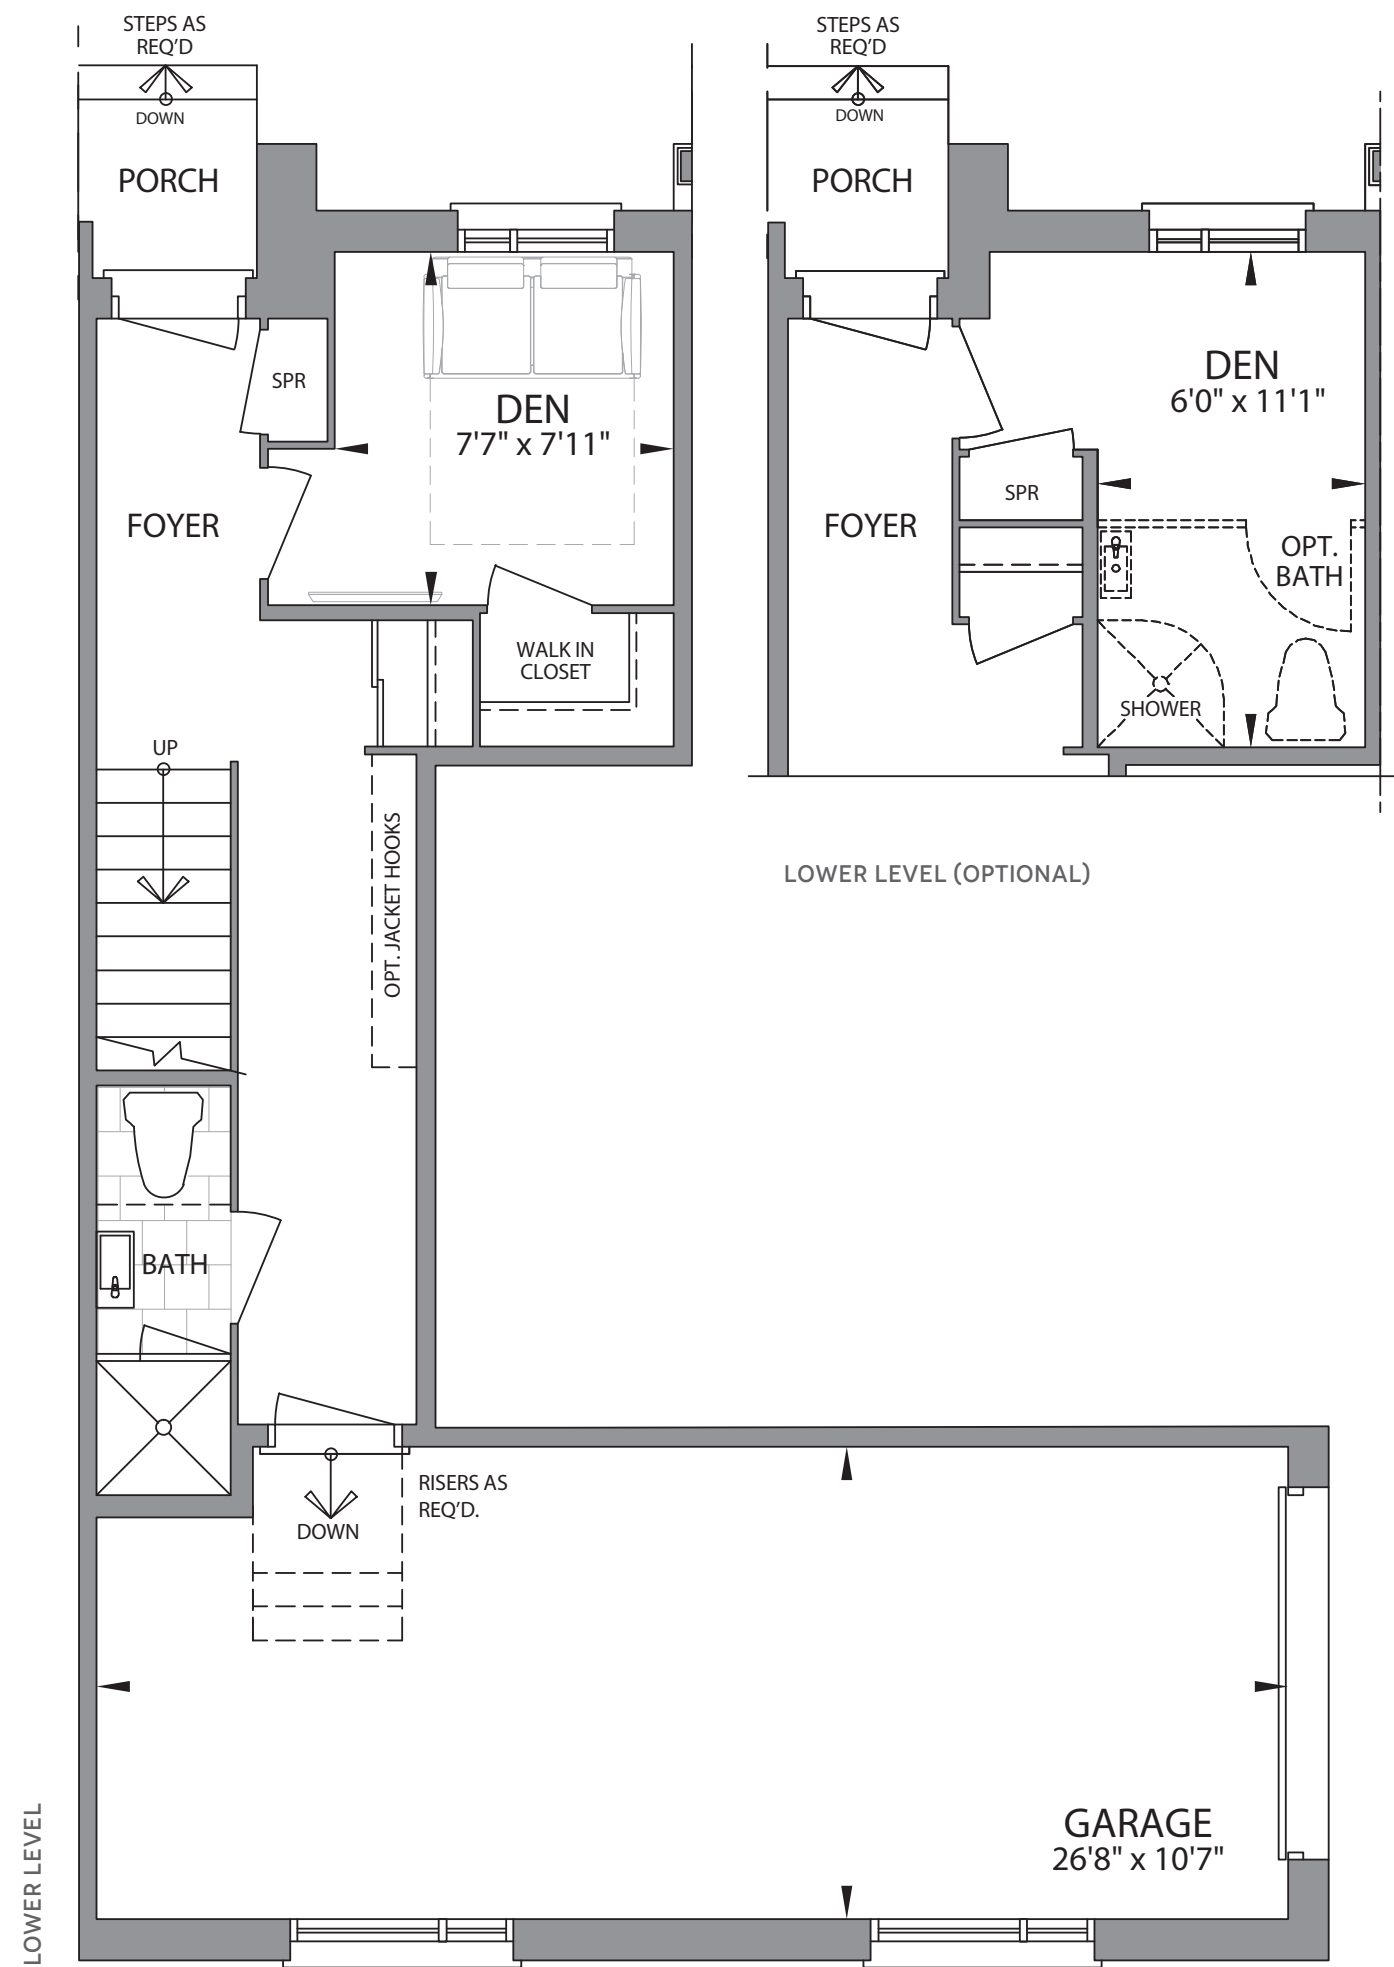 STEPS AS
REQ'D
DOWN
PORCH
SPR
DEN
7'7" x 7'11"
FOYER
WALK IN
CLOSET
UP
OPT. JACKET HOOKS
BATH
RISERS AS
REQ'D.
DOWN
GARAGE
26'8" x 10'7"
LOWER LEVEL
STEPS AS
REQ'D
DOWN
PORCH
DEN
6'0" x 11'1"
SPR
FOYER
OPT.
BATH
SHOWER
LOWER LEVEL (OPTIONAL)